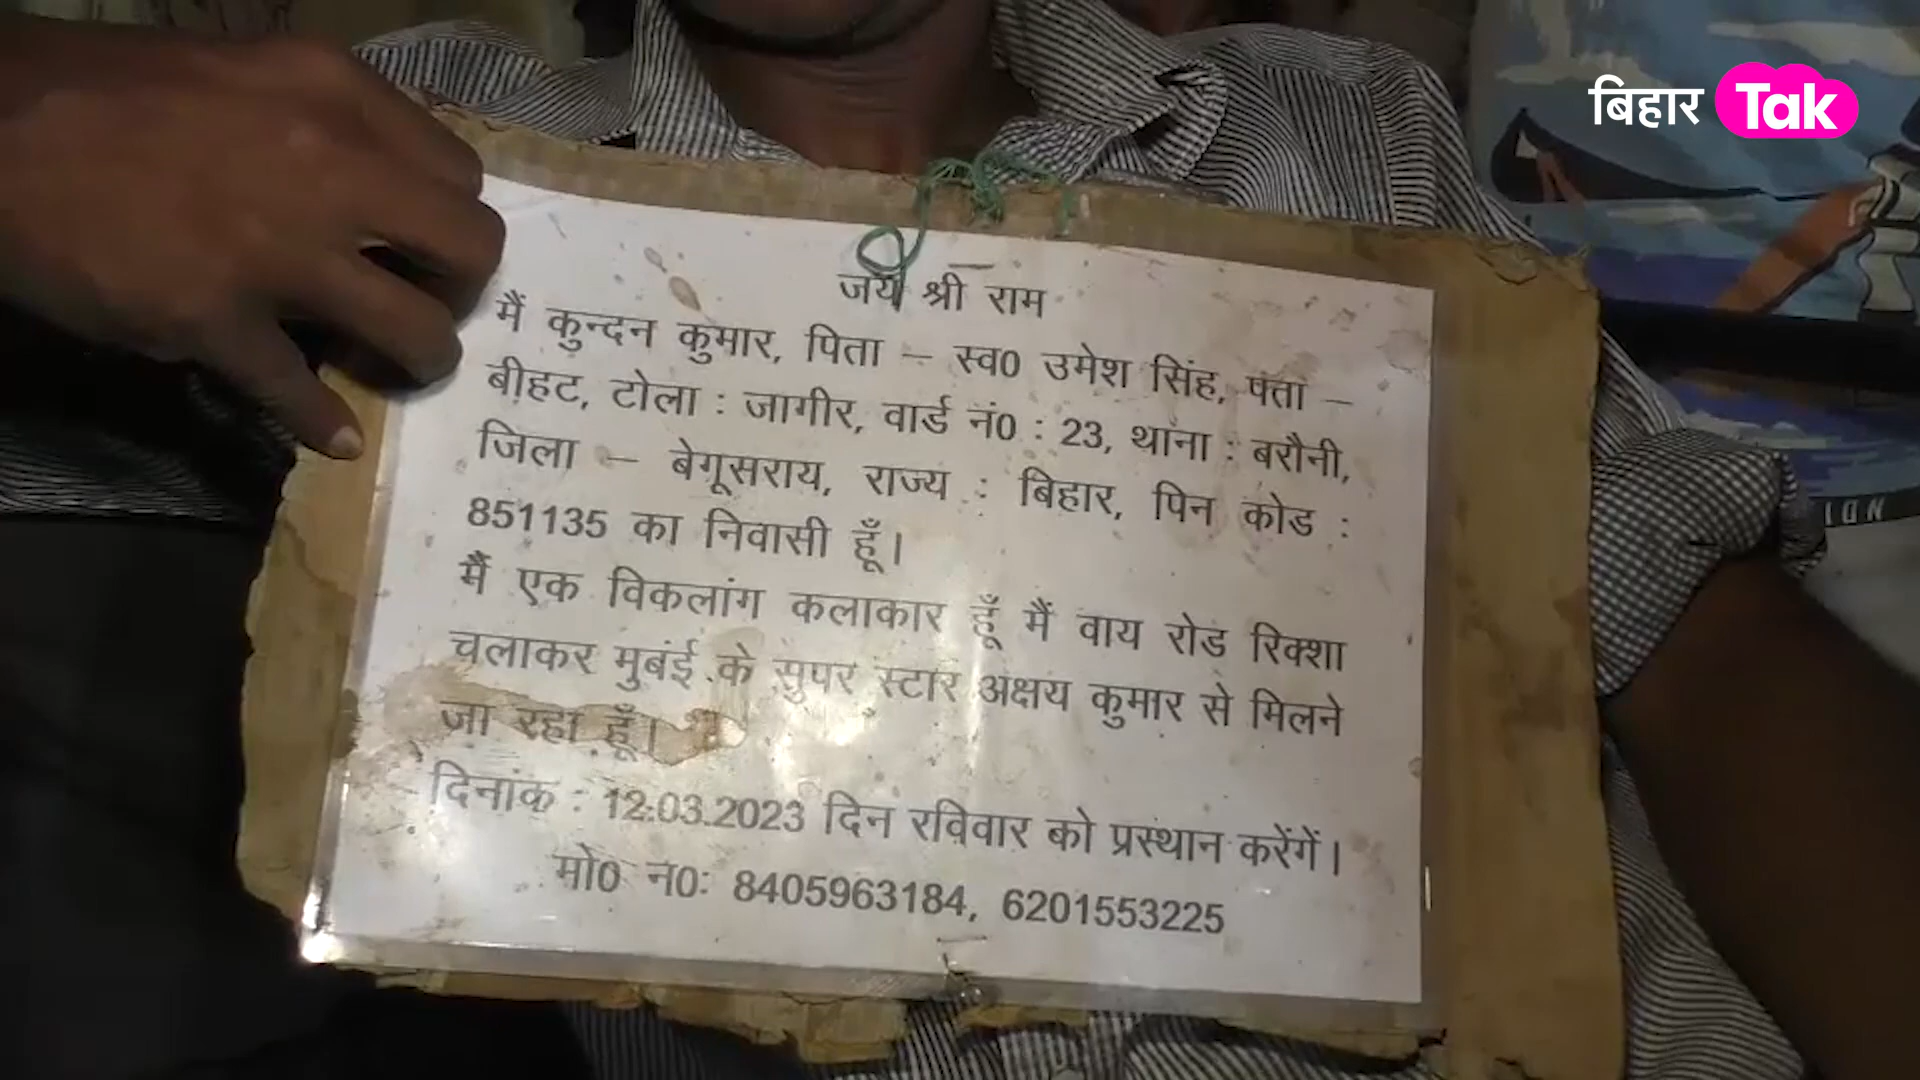 बिहार Tak
जय श्री राम
मैं कुन्दन कुमार, पिता – स्व0 उमेश सिंह, पता –
बीहट, टोला : जागीर, वार्ड नं0 : 23, थाना : बरौनी,
जिला – बेगूसराय, राज्य : बिहार, पिन कोड :
851135 का निवासी हूँ।
मैं एक विकलांग कलाकार हूँ मैं वाय रोड रिक्शा
चलाकर मुबंई के सुपर स्टार अक्षय कुमार से मिलने
जा रहा हूँ।
दिनांक : 12.03.2023 दिन रविवार को प्रस्थान करेंगें।
मो0 न0: 8405963184, 6201553225